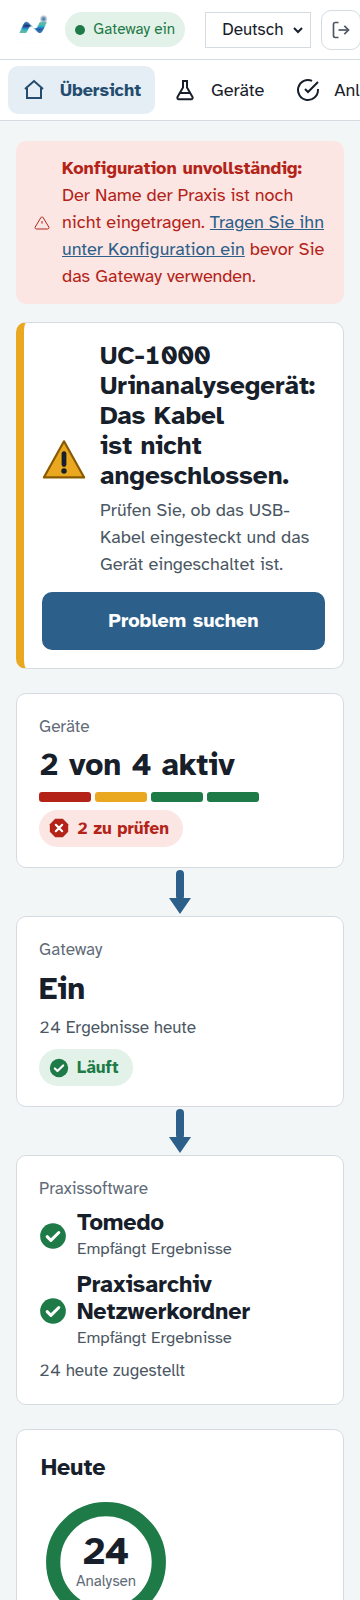 Gateway ein
Deutsch
Übersicht
Geräte
Konfiguration unvollständig:
Der Name der Praxis ist noch
nicht eingetragen. Tragen Sie ihn
unter Konfiguration ein bevor Sie
das Gateway verwenden.
UC-1000
Urinanalysegerät:
Das Kabel
ist nicht
angeschlossen.
Prüfen Sie, ob das USB-
Kabel eingesteckt und das
Gerät eingeschaltet ist.
Problem suchen
Geräte
2 von 4 aktiv
2 zu prüfen
Gateway
Ein
24 Ergebnisse heute
Läuft
Praxissoftware
Tomedo
Empfängt Ergebnisse
Praxisarchiv
Netzwerkordner
Empfängt Ergebnisse
24 heute zugestellt
Heute
24
Analysen